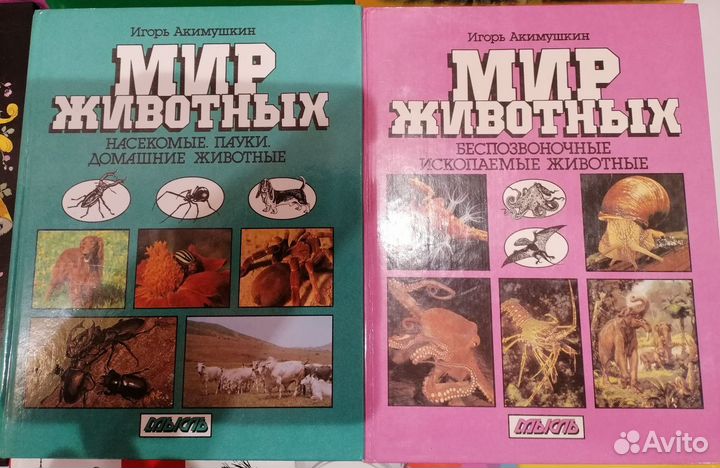 Игорь Акимушкин
МИР
ЖИВОТНЫХ
НАСЕКОМЫЕ. ПАУКИ.
ДОМАШНИЕ ЖИВОТНЫЕ
МЫСЛЬ
Игорь Акимушкин
МИР
ЖИВОТНЫХ
БЕСПОЗВОНОЧНЫЕ
ИСКОПАЕМЫЕ ЖИВОТНЫЕ
МЫСЛЬ
Avito